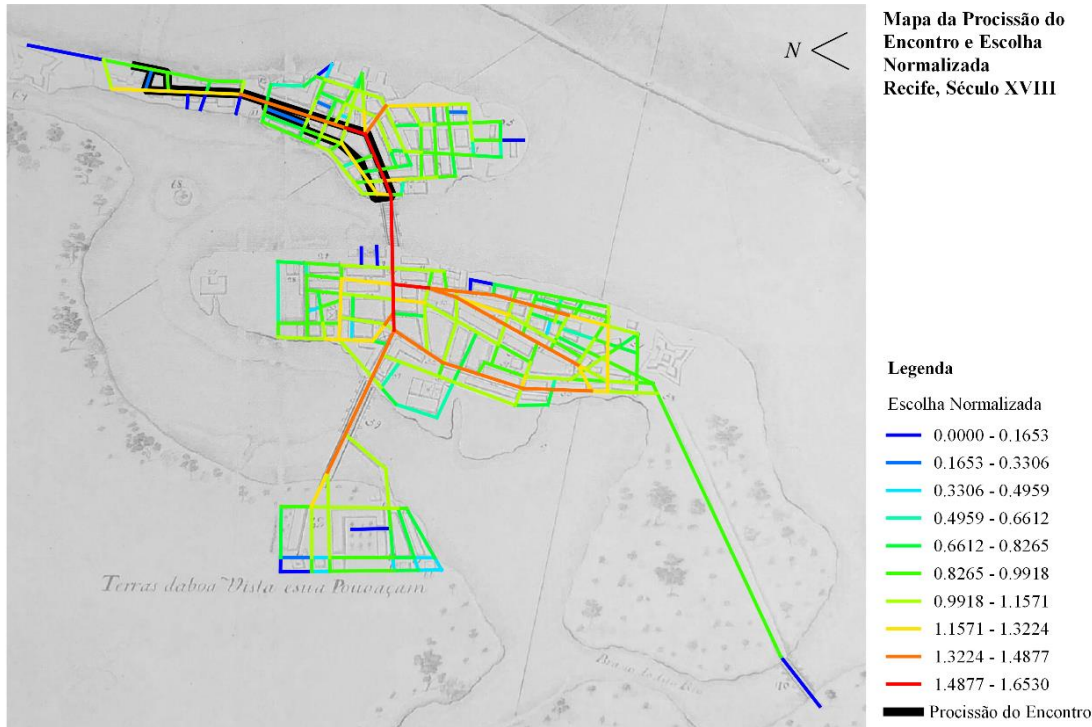 Mapa da Procissão do
Encontro e Escolha
Normalizada
Recife, Século XVIII
N
Terras daboa Vista esua Pouoaçam
Legenda
Escolha Normalizada
0.0000 - 0.1653
0.1653 - 0.3306
0.3306 - 0.4959
0.4959 - 0.6612
0.6612 - 0.8265
0.8265 - 0.9918
0.9918 - 1.1571
1.1571 - 1.3224
1.3224 - 1.4877
1.4877 - 1.6530
Procissão do Encontro